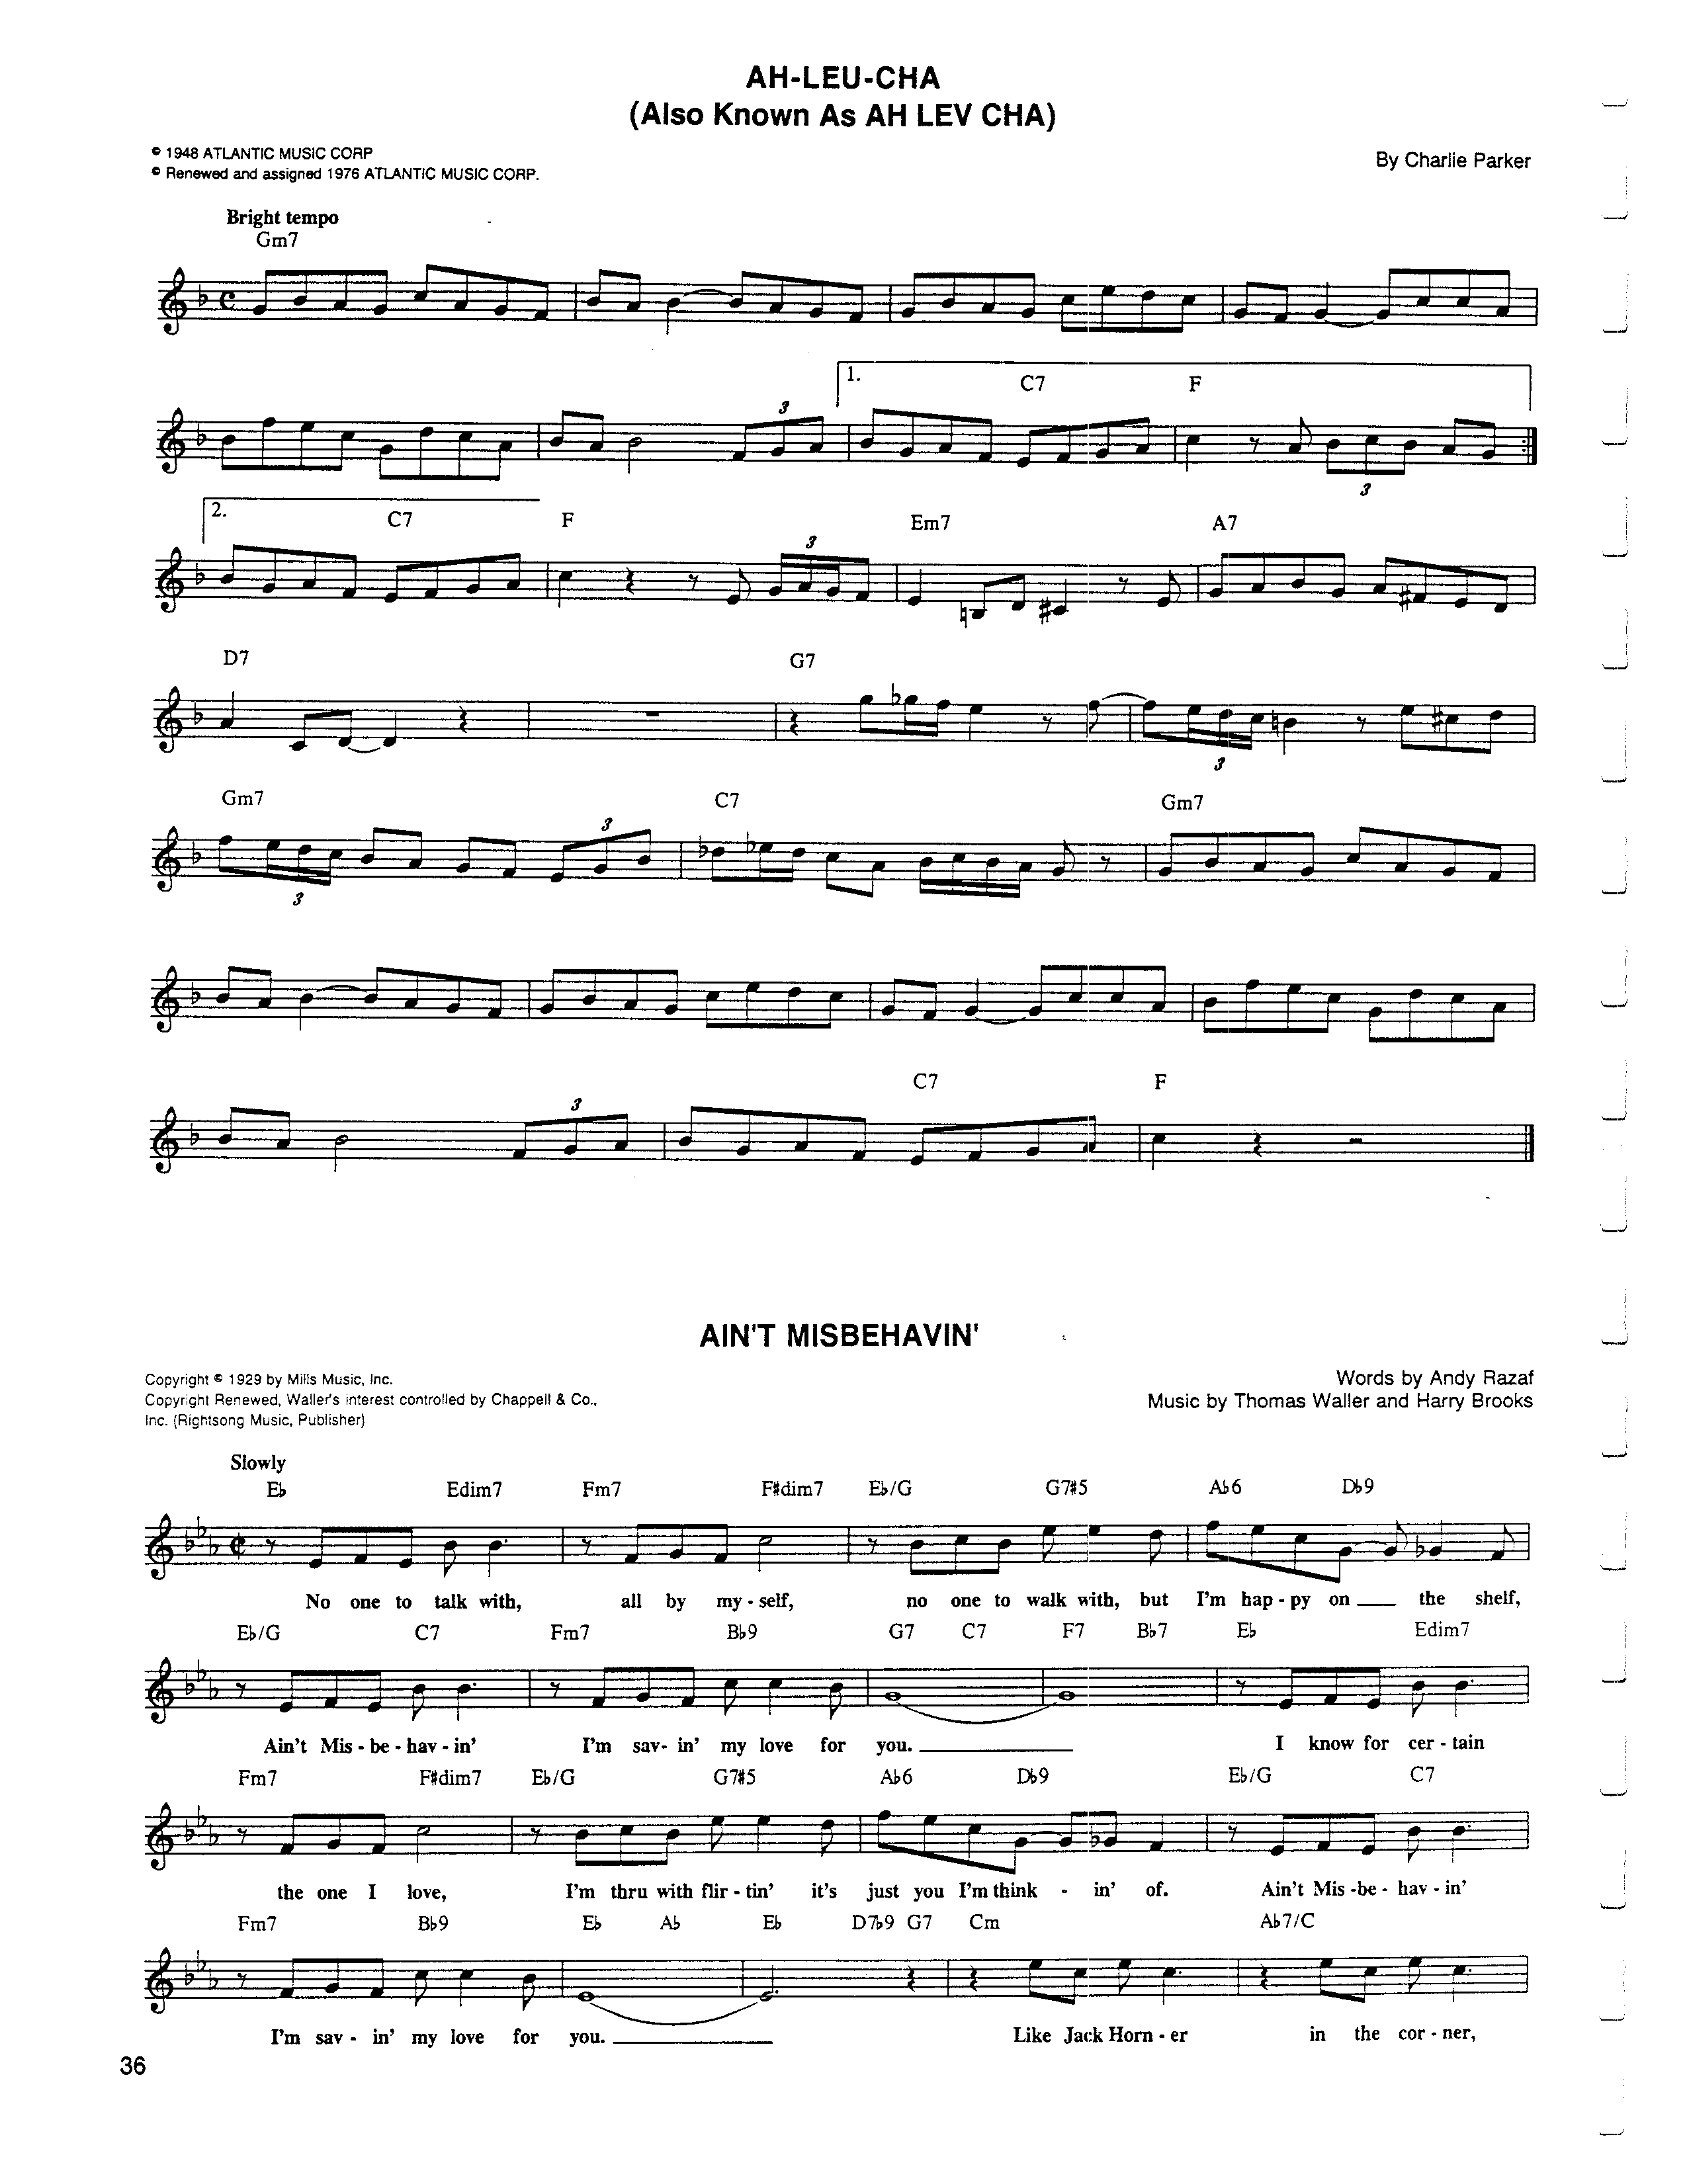 AH-LEU-CHA
(Also Known As AH LEV CHA)
© 1948 ATLANTIC MUSIC CORP
© Renewed and assigned 1976 ATLANTIC MUSIC CORP.
By Charlie Parker
Bright tempo
Gm7
3
1. C7 F
3
2. C7 F Em7 A7
3
D7 G7
3
Gm7 C7 Gm7
3
3
C7 F
3
AIN'T MISBEHAVIN'
Copyright © 1929 by Mills Music, Inc.
Copyright Renewed, Waller's interest controlled by Chappell & Co.,
Inc. (Rightsong Music, Publisher)
Words by Andy Razaf
Music by Thomas Waller and Harry Brooks
Slowly
E♭ Edim7 Fm7 F#dim7 E♭/G G7#5 A♭6 D♭9
No one to talk with, all by my - self, no one to walk with, but I'm hap - py on ___ the shelf,
E♭/G C7 Fm7 B♭9 G7 C7 F7 B♭7 E♭ Edim7
Ain't Mis - be - hav - in' I'm sav - in' my love for you. ___ I know for cer - tain
Fm7 F#dim7 E♭/G G7#5 A♭6 D♭9 E♭/G C7
the one I love, I'm thru with flir - tin' it's just you I'm think - in' of. Ain't Mis - be - hav - in'
Fm7 B♭9 E♭ A♭ E♭ D7♭9 G7 Cm A♭7/C
I'm sav - in' my love for you. ___ Like Jack Horn - er in the cor - ner,
36